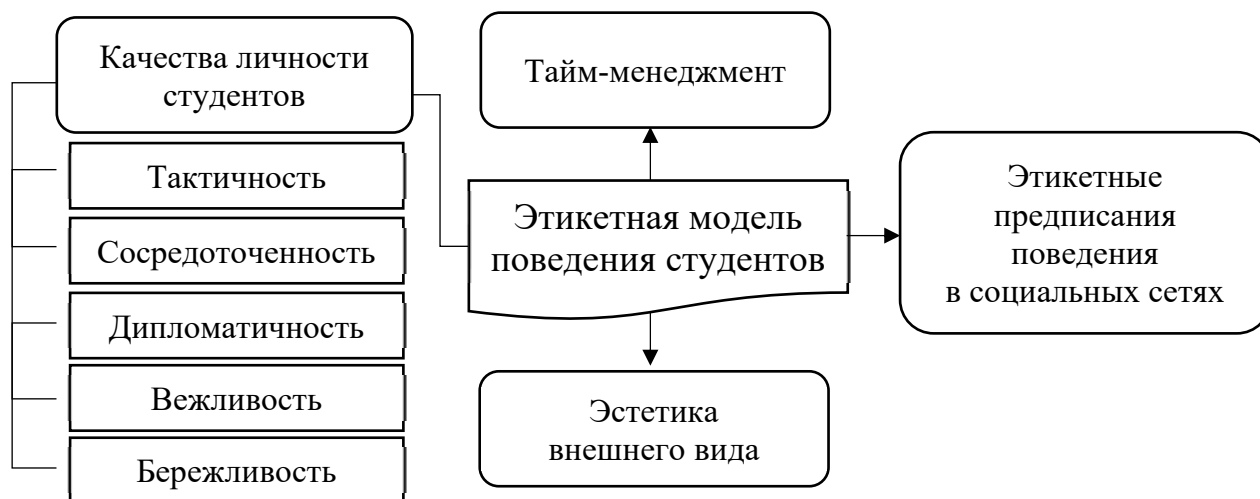 Качества личности
студентов
Тактичность
Сосредоточенность
Дипломатичность
Вежливость
Бережливость
Тайм-менеджмент
Этикетная модель
поведения студентов
Эстетика
внешнего вида
Этикетные
предписания
поведения
в социальных сетях